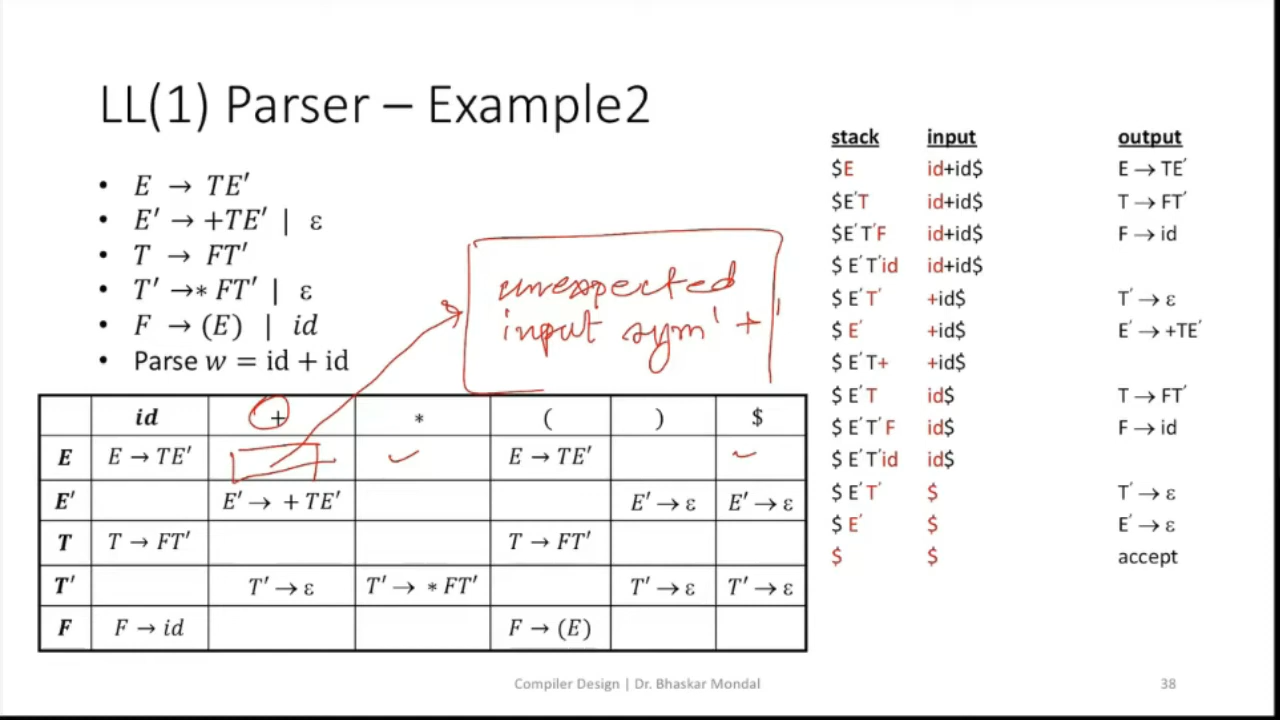 LL(1) Parser – Example2
• E → TE′
• E′ → +TE′ | ε
• T → FT′
• T′ →* FT′ | ε
• F → (E) | id
• Parse w = id + id
unexpected
input sym '+'
id + * ( ) $
E E → TE′ E → TE′
E′ E′ → +TE′ E′ → ε E′ → ε
T T → FT′ T → FT′
T′ T′ → ε T′ → *FT′ T′ → ε T′ → ε
F F → id F → (E)
stack input output
$E id+id$ E → TE′
$E′T id+id$ T → FT′
$E′T′F id+id$ F → id
$ E′T′id id+id$
$ E′T′ +id$ T′ → ε
$ E′ +id$ E′ → +TE′
$ E′T+ +id$
$ E′T id$ T → FT′
$ E′T′F id$ F → id
$ E′T′id id$
$ E′T′ $ T′ → ε
$ E′ $ E′ → ε
$ $ accept
Compiler Design | Dr. Bhaskar Mondal
38